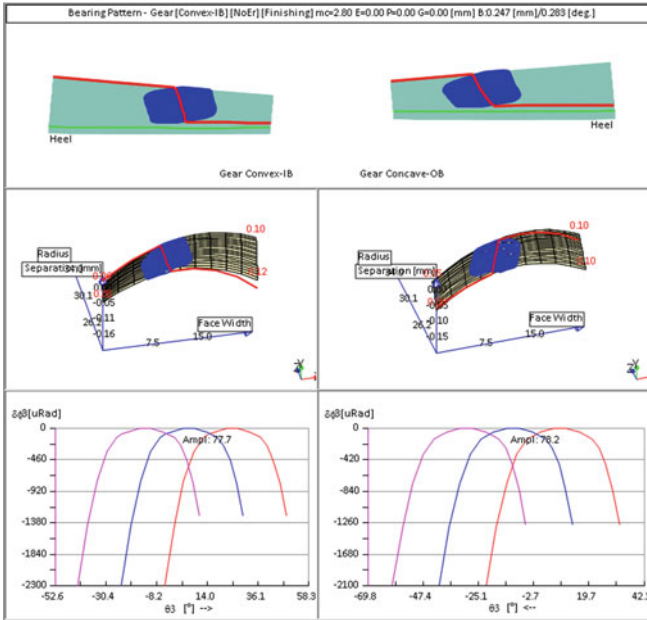 Bearing Pattern - Gear [Convex-IB] [NoEr] [Finishing] mc=2.80 E=0.00 P=0.00 G=0.00 [mm] B:0.247 [mm]/0.283 [deg.]
Heel
Heel
Gear Convex-IB
Gear Concave-OB
0.10
0.12
Radius
Separation [mm]
30.1
26.2
0.00
-0.05
-0.11
-0.16
7.5
15.0
Face Width
0.10
0.10
Radius
Separation [mm]
30.1
26.2
0.00
-0.05
-0.10
-0.15
7.5
15.0
Face Width
δφ3[uRad]
Ampl: 77.7
0
-460
-920
-1380
-1840
-2300
-52.6 -30.4 -8.2 14.0 36.1 58.3
θ3 [°] -->
δφ3[uRad]
Ampl: 78.2
0
-420
-840
-1260
-1680
-2100
-69.8 -47.4 -25.1 -2.7 19.7 42.1
θ3 [°] <--